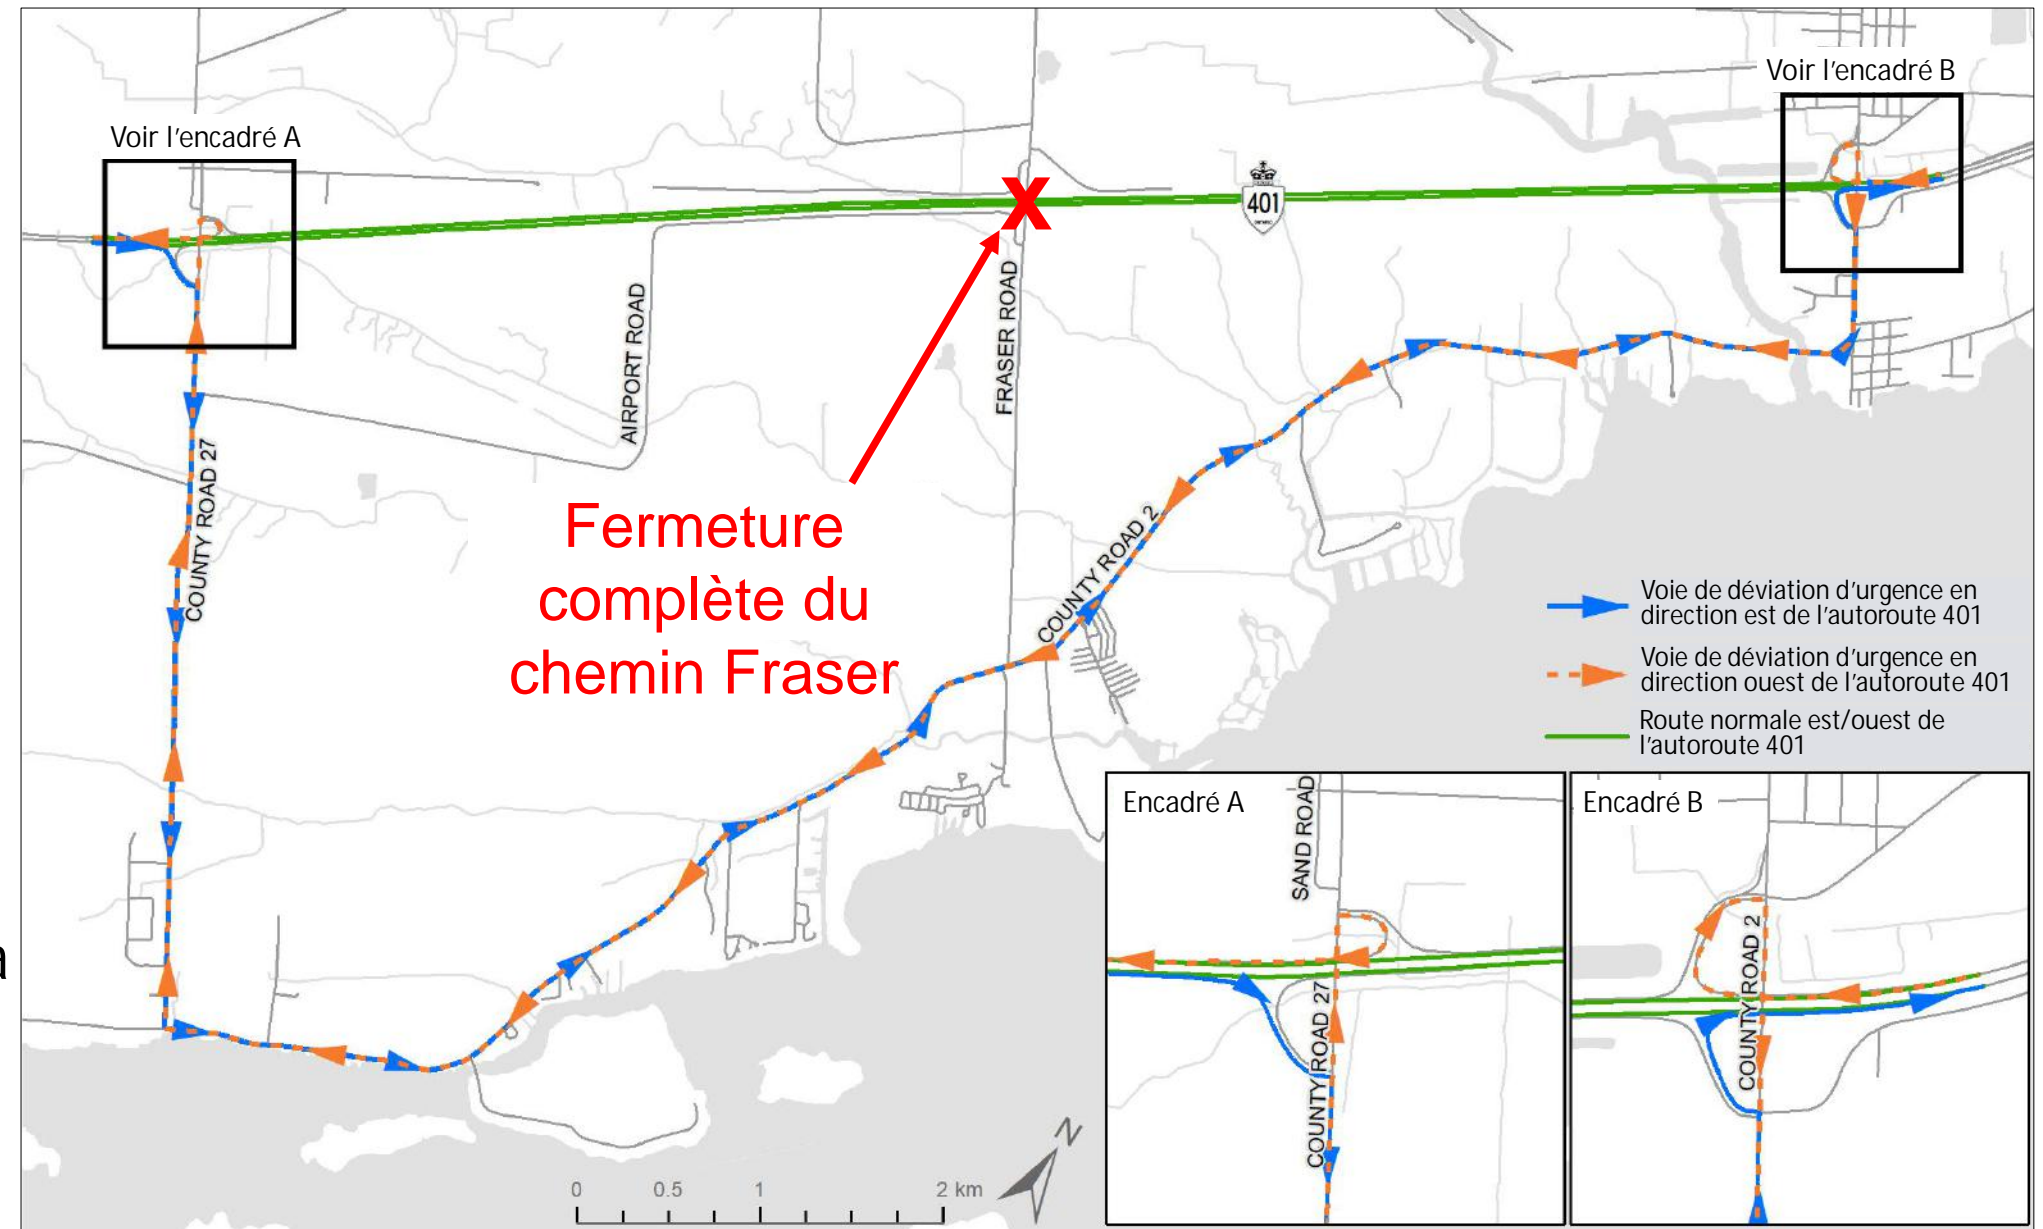 Voir l'encadré B
Voir l'encadré A
401
ONTARIO
AIRPORT ROAD
FRASER ROAD
COUNTY ROAD 27
COUNTY ROAD 2
Fermeture
complète du
chemin Fraser
Voie de déviation d'urgence en
direction est de l'autoroute 401
Voie de déviation d'urgence en
direction ouest de l'autoroute 401
Route normale est/ouest de
l'autoroute 401
à
Encadré A
SAND ROAD
COUNTY ROAD 27
Encadré B
COUNTY ROAD 2
N
0 0.5 1 2 km